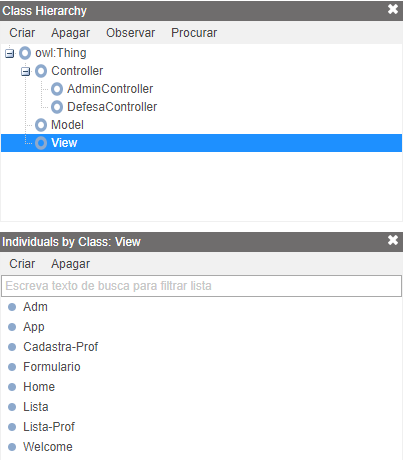 Class Hierarchy
Criar Apagar Observar Procurar
owl:Thing
Controller
AdminController
DefesaController
Model
View
Individuals by Class: View
Criar Apagar
Escreva texto de busca para filtrar lista
Adm
App
Cadastra-Prof
Formulario
Home
Lista
Lista-Prof
Welcome